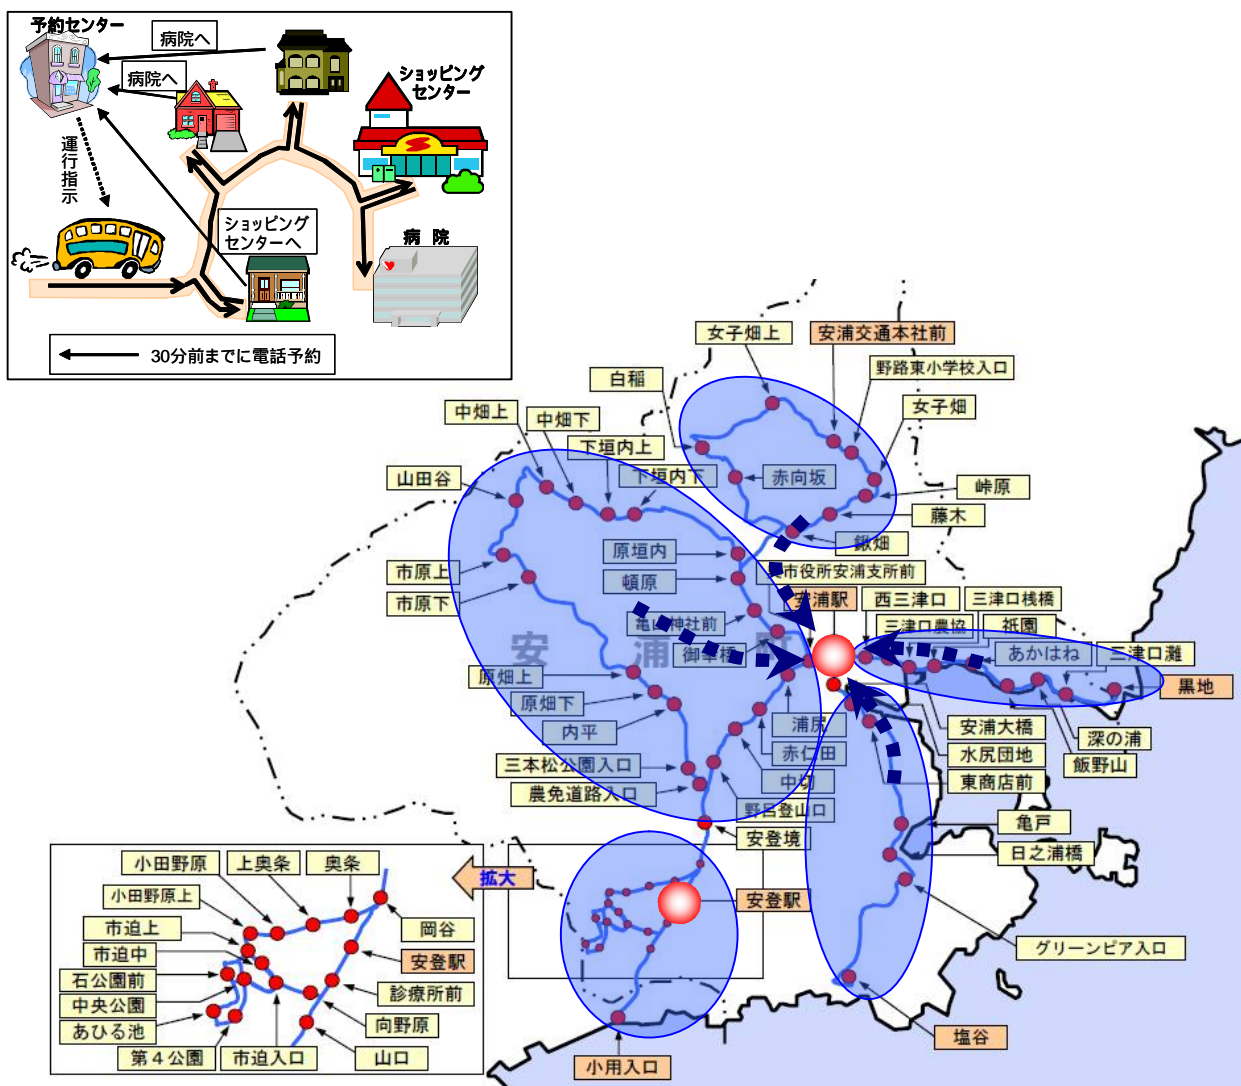 予約センター
病院へ
病院へ
ショッピング
センター
運行指示
ショッピング
センターへ
病 院
30分前までに電話予約
女子畑上
安浦交通本社前
野路東小学校入口
白稲
女子畑
中畑上
中畑下
下垣内上
下垣内下
赤向坂
山田谷
峠原
藤木
鍬畑
原垣内
市役所安浦支所前
市原上
頓原
安浦駅
西三津口
三津口桟橋
市原下
亀山神社前
三津口農協
祇園
安 浦 町
御幸橋
あかはね
三津口灘
原畑上
黒地
原畑下
浦尻
安浦大橋
深の浦
内平
赤仁田
水尻団地
飯野山
三本松公園入口
中切
東商店前
農免道路入口
野呂登山口
亀戸
安登境
日之浦橋
小田野原
上奥条
奥条
拡大
安登駅
小田野原上
岡谷
市迫上
グリーンピア入口
市迫中
安登駅
石公園前
診療所前
中央公園
向野原
あひる池
塩谷
第4公園
市迫入口
山口
小用入口